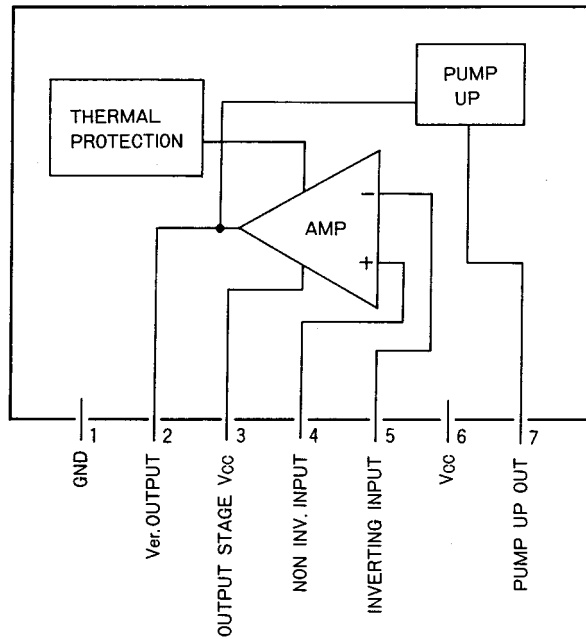 PUMP
UP
THERMAL
PROTECTION
AMP
−
+
1
2
3
4
5
6
7
GND
Ver.OUTPUT
OUTPUT STAGE Vcc
NON INV.INPUT
INVERTING INPUT
Vcc
PUMP UP OUT